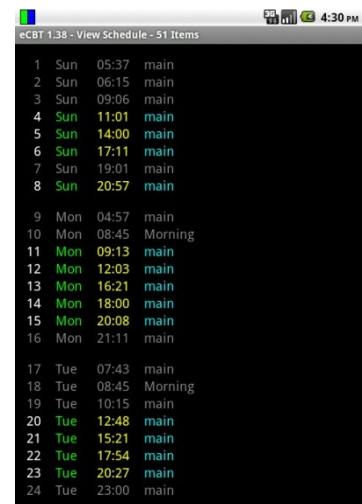 3G 4:30 PM
eCBT 1.38 - View Schedule - 51 Items
1 Sun 05:37 main
2 Sun 06:15 main
3 Sun 09:06 main
4 Sun 11:01 main
5 Sun 14:00 main
6 Sun 17:11 main
7 Sun 19:01 main
8 Sun 20:57 main
9 Mon 04:57 main
10 Mon 08:45 Morning
11 Mon 09:13 main
12 Mon 12:03 main
13 Mon 16:21 main
14 Mon 18:00 main
15 Mon 20:08 main
16 Mon 21:11 main
17 Tue 07:43 main
18 Tue 08:45 Morning
19 Tue 10:15 main
20 Tue 12:48 main
21 Tue 15:21 main
22 Tue 17:54 main
23 Tue 20:27 main
24 Tue 23:00 main